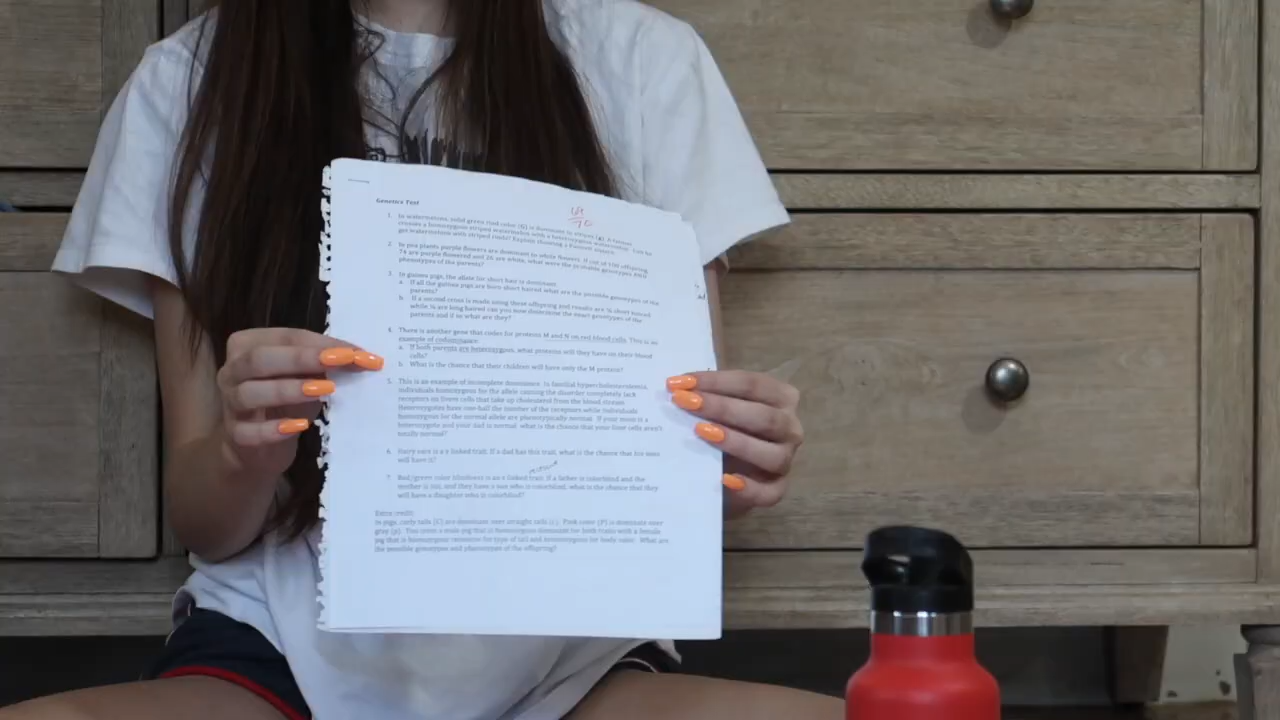 Genetics Test
69
70
1. In watermelons, solid green rind color (G) is dominant to stripes (g). A farmer
crosses a homozygous striped watermelon with a heterozygous watermelon. Can he
get watermelons with striped rinds? Explain showing a Punnett square.
2. In pea plants purple flowers are dominant to white flowers. If out of 100 offspring
74 are purple flowered and 26 are white, what were the probable genotypes and
phenotypes of the parents?
3. In guinea pigs, the allele for short hair is dominant.
a. If all the guinea pigs are born short haired what are the possible genotypes of the
parents?
b. If a second cross is made using these offspring and results are ¾ short haired
while ¼ are long haired can you now determine the exact genotypes of the
parents and if so what are they?
4. There is another gene that codes for proteins M and N on red blood cells. This is an
example of codominance.
a. If both parents are heterozygous, what proteins will they have on their blood
cells?
b. What is the chance that their children will have only the M protein?
5. This is an example of incomplete dominance. In familial hypercholesterolemia,
individuals homozygous for the allele causing the disorder completely lack
receptors on livers cells that take up cholesterol from the blood stream.
Heterozygotes have one-half the number of the receptors while individuals
homozygous for the normal allele are phenotypically normal. If your mom is a
heterozygote and your dad is normal what is the chance that your liver cells aren't
totally normal?
6. Hairy ears is a y linked trait. If a dad has this trait, what is the chance that his sons
will have it?
recessive
7. Red/green color blindness is an x linked trait. If a father is colorblind and the
mother is not, and they have a son who is colorblind, what is the chance that they
will have a daughter who is colorblind?
Extra credit:
In pigs, curly tails (C) are dominant over straight tails (c). Pink color (P) is dominate over
gray (p). You cross a male pig that is homozygous dominant for both traits with a female
pig that is homozygous recessive for type of tail and homozygous for body color. What are
the possible genotypes and phenotypes of the offspring?